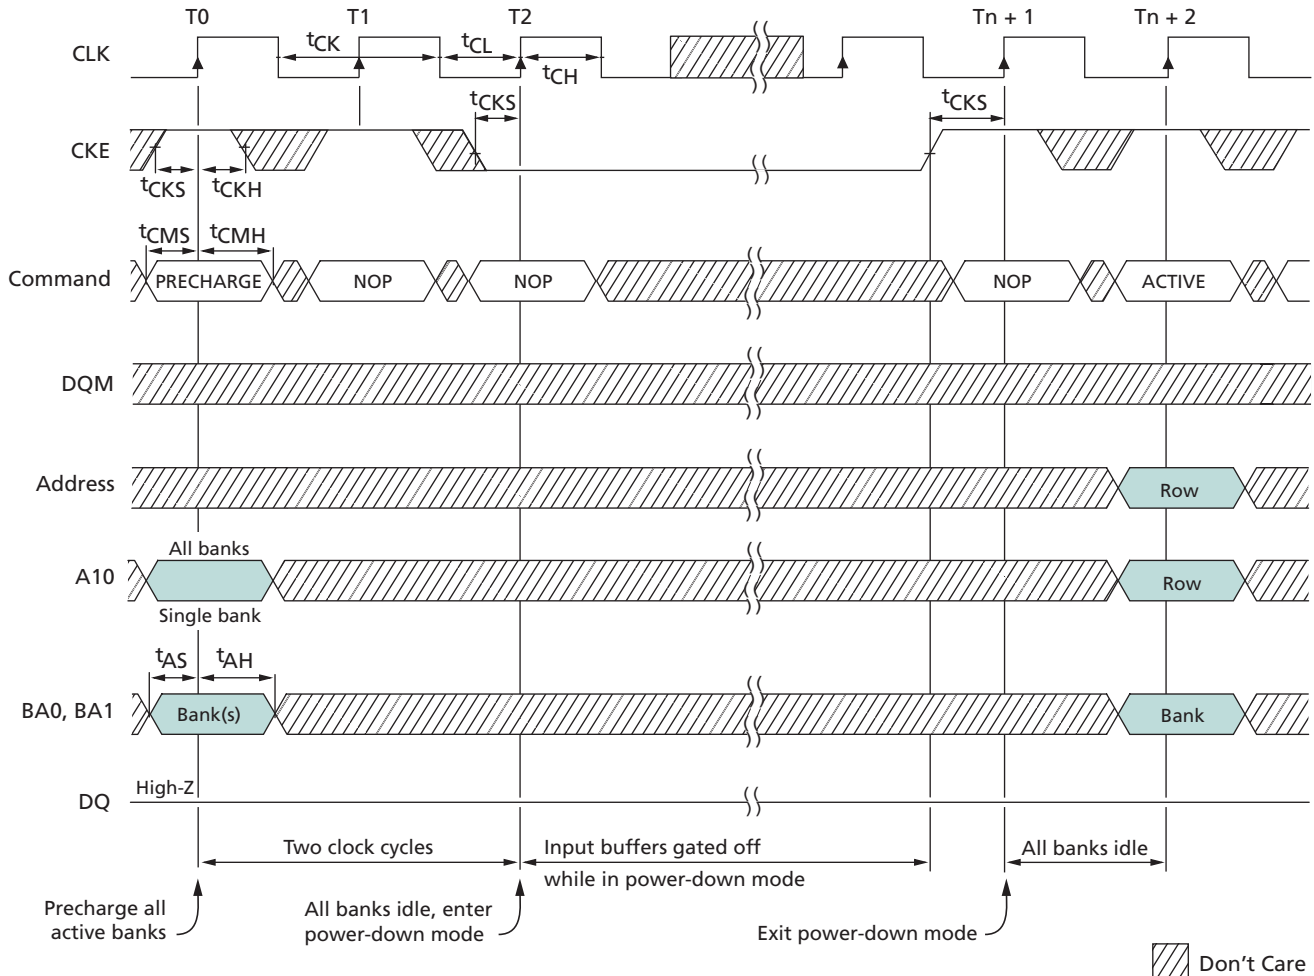 T0 T1 T2 Tn + 1 Tn + 2
CLK
tCK tCL
tCH
tCKS tCKS
CKE
tCKS tCKH
tCMS tCMH
Command PRECHARGE NOP NOP NOP ACTIVE
DQM
Address Row
All banks
A10 Row
Single bank
tAS tAH
BA0, BA1 Bank(s) Bank
High-Z
DQ
Two clock cycles Input buffers gated off All banks idle
while in power-down mode
Precharge all
active banks
All banks idle, enter
power-down mode
Exit power-down mode
Don't Care